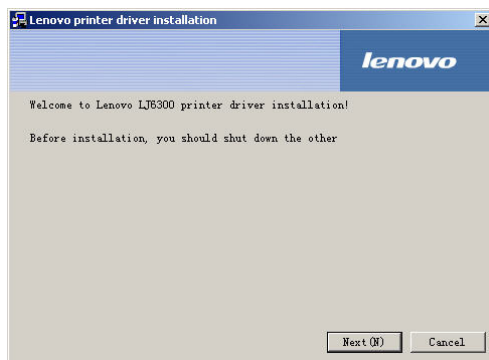 Lenovo printer driver installation
lenovo
Welcome to Lenovo LJ6300 printer driver installation!
Before installation, you should shut down the other
Next(N) Cancel